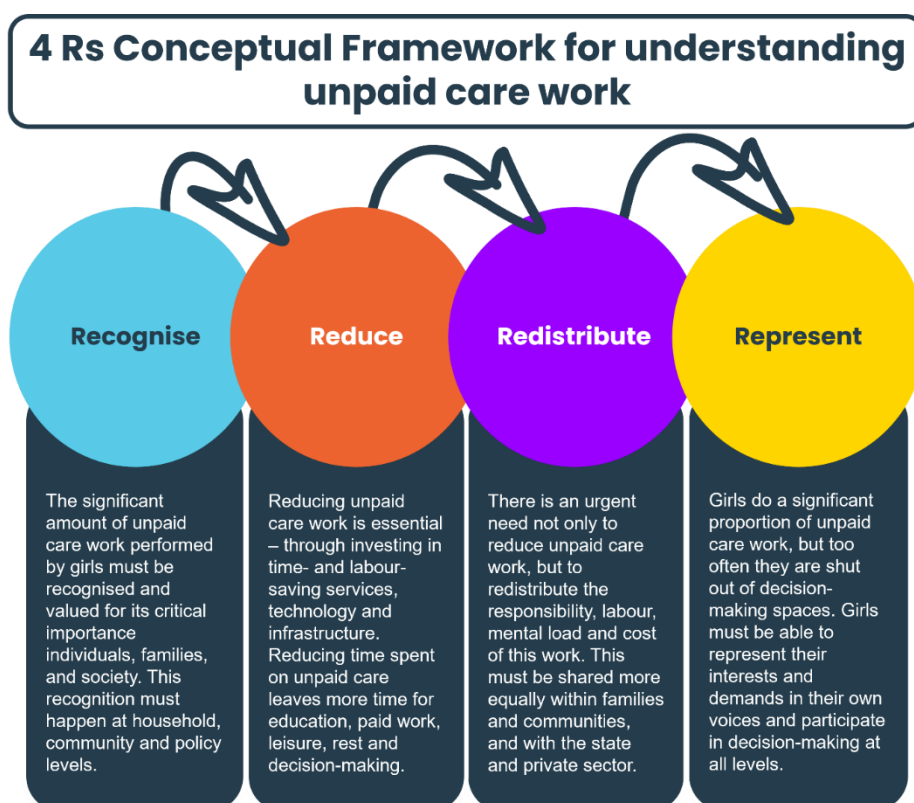 4 Rs Conceptual Framework for understanding
unpaid care work
Recognise
Reduce
Redistribute
Represent
The significant
amount of unpaid
care work performed
by girls must be
recognised and
valued for its critical
importance
individuals, families,
and society. This
recognition must
happen at household,
community and policy
levels.
Reducing unpaid
care work is essential
– through investing in
time- and labour-
saving services,
technology and
infrastructure.
Reducing time spent
on unpaid care
leaves more time for
education, paid work,
leisure, rest and
decision-making.
There is an urgent
need not only to
reduce unpaid care
work, but to
redistribute the
responsibility, labour,
mental load and cost
of this work. This
must be shared more
equally within families
and communities,
and with the state
and private sector.
Girls do a significant
proportion of unpaid
care work, but too
often they are shut
out of decision-
making spaces. Girls
must be able to
represent their
interests and
demands in their own
voices and participate
in decision-making at
all levels.